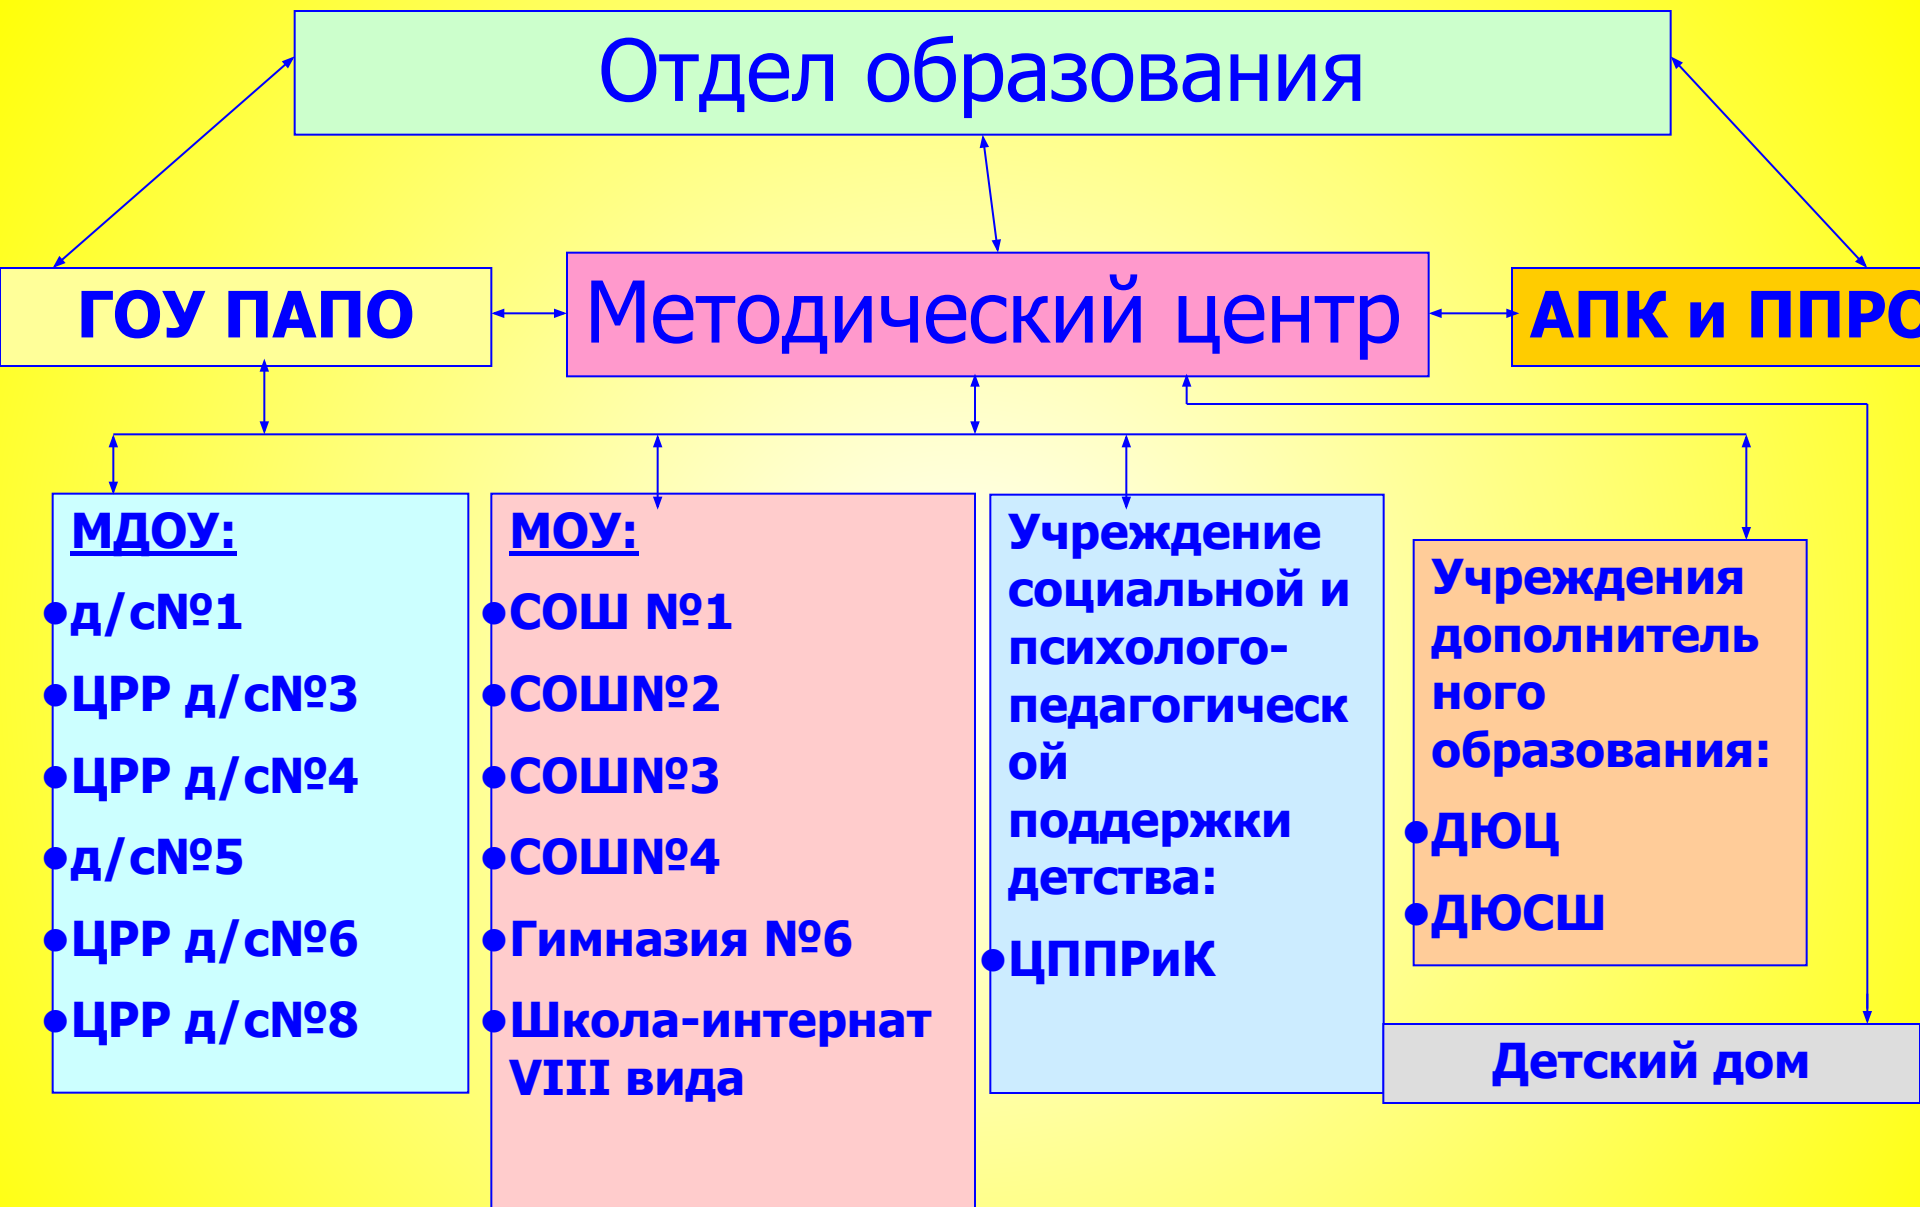 Отдел образования
ГОУ ПАПО
Методический центр
АПК и ППРО
МДОУ:
•д/с№1
•ЦРР д/с№3
•ЦРР д/с№4
•д/с№5
•ЦРР д/с№6
•ЦРР д/с№8
МОУ:
•СОШ №1
•СОШ№2
•СОШ№3
•СОШ№4
•Гимназия №6
•Школа-интернат
VIII вида
Учреждение
социальной и
психолого-
педагогическ
ой
поддержки
детства:
•ЦППРиК
Учреждения
дополнитель
ного
образования:
•ДЮЦ
•ДЮСШ
Детский дом